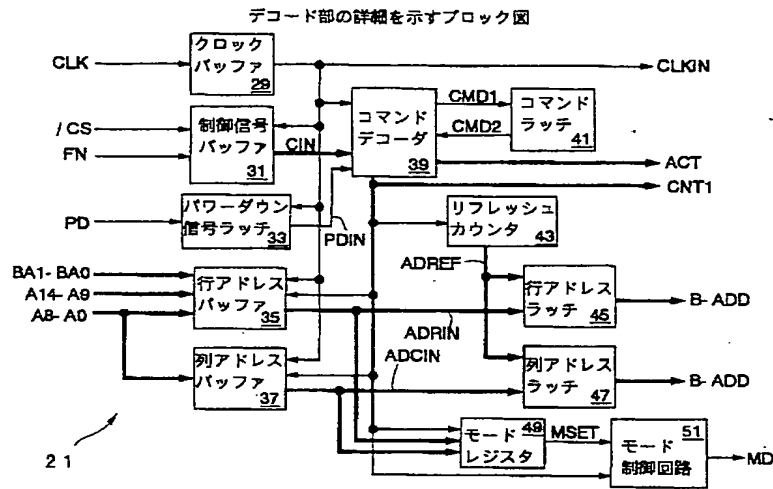 デコード部の詳細を示すブロック図
CLK
クロック
バッファ
29
CLKIN
/CS
FN
制御信号
バッファ
31
CIN
コマンド
デコーダ
39
CMD1
CMD2
コマンド
ラッチ
41
ACT
CNT1
PD
パワーダウン
信号ラッチ
33
PDIN
リフレッシュ
カウンタ
43
ADREF
BA1-BA0
A14-A9
A8-A0
行アドレス
バッファ
35
行アドレス
ラッチ
45
B-ADD
ADRIN
ADCIN
列アドレス
バッファ
37
列アドレス
ラッチ
47
B-ADD
モード
レジスタ
49
MSET
モード
制御回路
51
MD
21